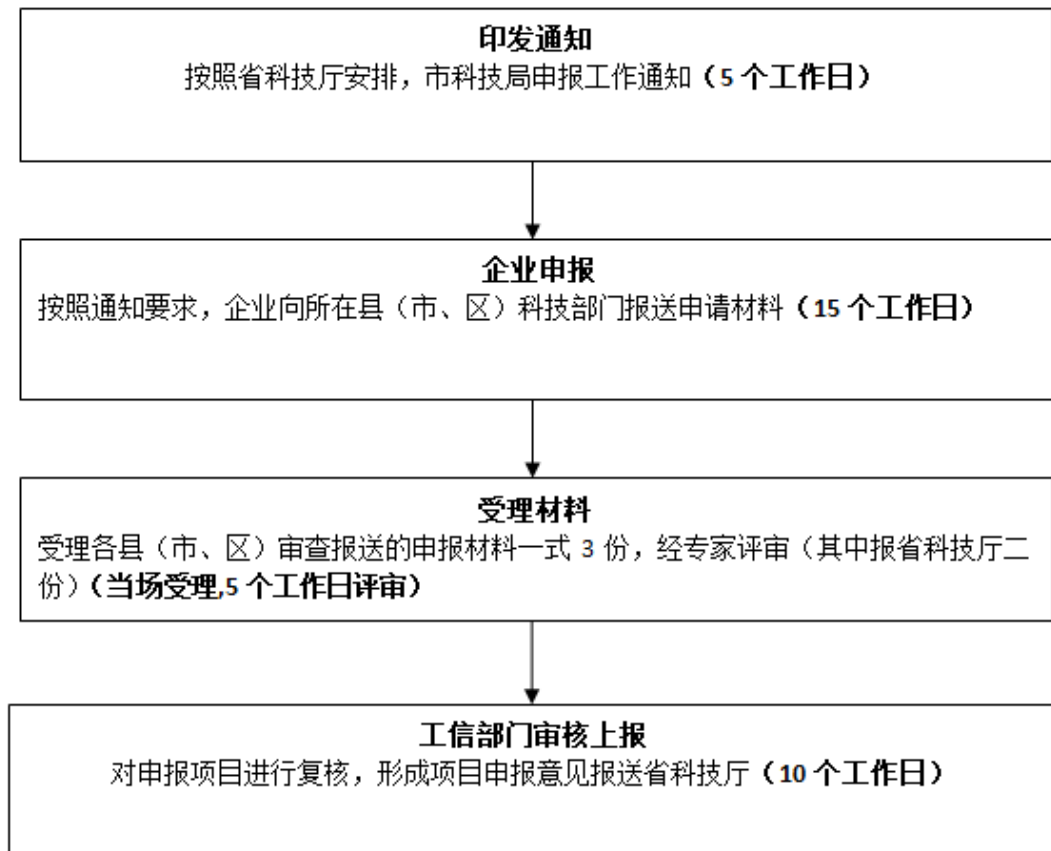 印发通知
按照省科技厅安排，市科技局申报工作通知（5 个工作日）
企业申报
按照通知要求，企业向所在县（市、区）科技部门报送申请材料（15 个工作日）
受理材料
受理各县（市、区）审查报送的申报材料一式 3 份，经专家评审（其中报省科技厅二
份）（当场受理,5 个工作日评审）
工信部门审核上报
对申报项目进行复核，形成项目申报意见报送省科技厅（10 个工作日）